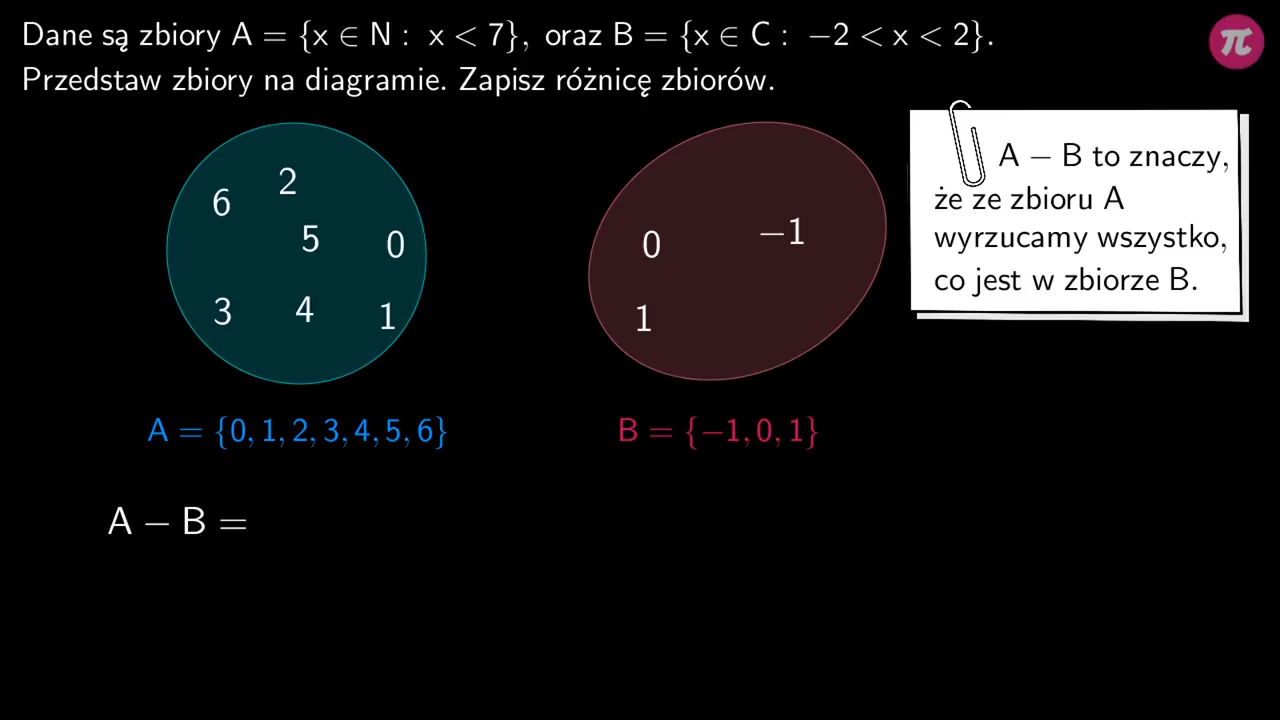 Dane są zbiory A = {x ∈ N : x < 7}, oraz B = {x ∈ C : −2 < x < 2}.
Przedstaw zbiory na diagramie. Zapisz różnicę zbiorów.
π
6 2
5 0
3 4 1
0 −1
1
A − B to znaczy,
że ze zbioru A
wyrzucamy wszystko,
co jest w zbiorze B.
A = {0, 1, 2, 3, 4, 5, 6}
B = {−1, 0, 1}
A − B =